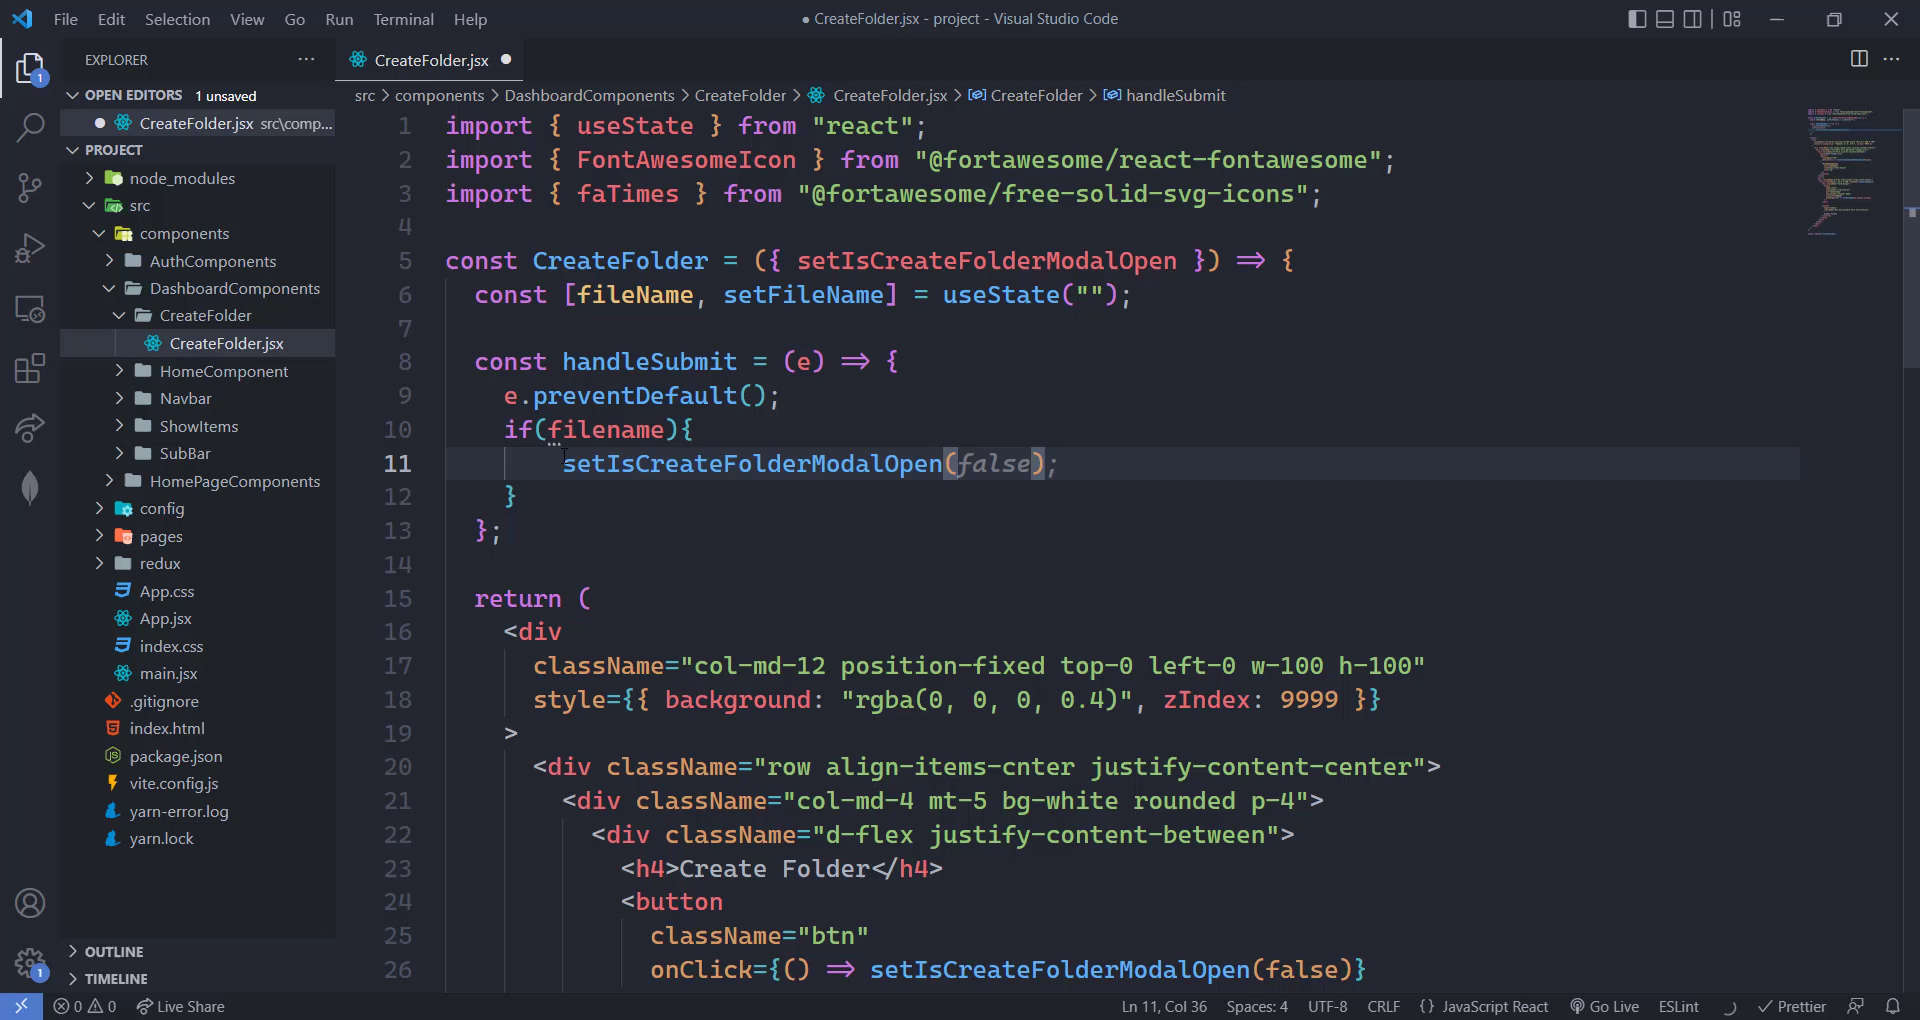 File Edit Selection View Go Run Terminal Help
● CreateFolder.jsx - project - Visual Studio Code
EXPLORER ...
OPEN EDITORS 1 unsaved
● CreateFolder.jsx src\comp...
PROJECT
node_modules
src
components
AuthComponents
DashboardComponents
CreateFolder
CreateFolder.jsx
HomeComponent
Navbar
ShowItems
SubBar
HomePageComponents
config
pages
redux
App.css
App.jsx
index.css
main.jsx
.gitignore
index.html
package.json
vite.config.js
yarn-error.log
yarn.lock
OUTLINE
TIMELINE
1
1
CreateFolder.jsx ●
src > components > DashboardComponents > CreateFolder > CreateFolder.jsx > CreateFolder > handleSubmit
1 import { useState } from "react";
2 import { FontAwesomeIcon } from "@fortawesome/react-fontawesome";
3 import { faTimes } from "@fortawesome/free-solid-svg-icons";
4
5 const CreateFolder = ({ setIsCreateFolderModalOpen }) => {
6 const [fileName, setFileName] = useState("");
7
8 const handleSubmit = (e) => {
9 e.preventDefault();
10 if(filename){
11 setIsCreateFolderModalOpen(false);
12 }
13 };
14
15 return (
16 <div
17 className="col-md-12 position-fixed top-0 left-0 w-100 h-100"
18 style={{ background: "rgba(0, 0, 0, 0.4)", zIndex: 9999 }}
19 >
20 <div className="row align-items-cnter justify-content-center">
21 <div className="col-md-4 mt-5 bg-white rounded p-4">
22 <div className="d-flex justify-content-between">
23 <h4>Create Folder</h4>
24 <button
25 className="btn"
26 onClick={() => setIsCreateFolderModalOpen(false)}
0 0 Live Share
Ln 11, Col 36 Spaces: 4 UTF-8 CRLF {} JavaScript React Go Live ESLint Prettier